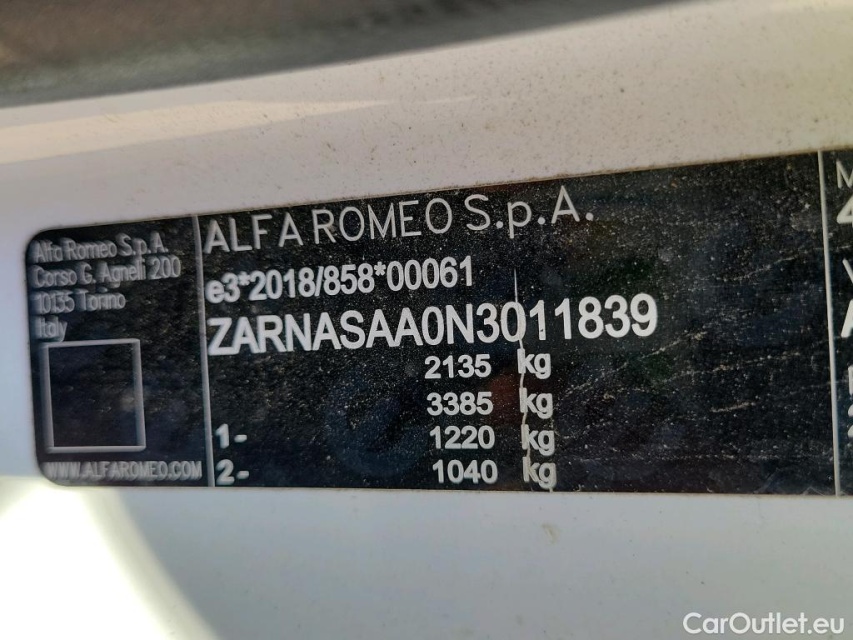 Alfa Romeo S.p.A.
Corso G. Agnelli 200
10135 Torino
Italy
WWW.ALFAROMEO.COM
ALFA ROMEO S.p.A.
e3*2018/858*00061
ZARNASAA0N3011839
2135 kg
3385 kg
1- 1220 kg
2- 1040 kg
CarOutlet.eu